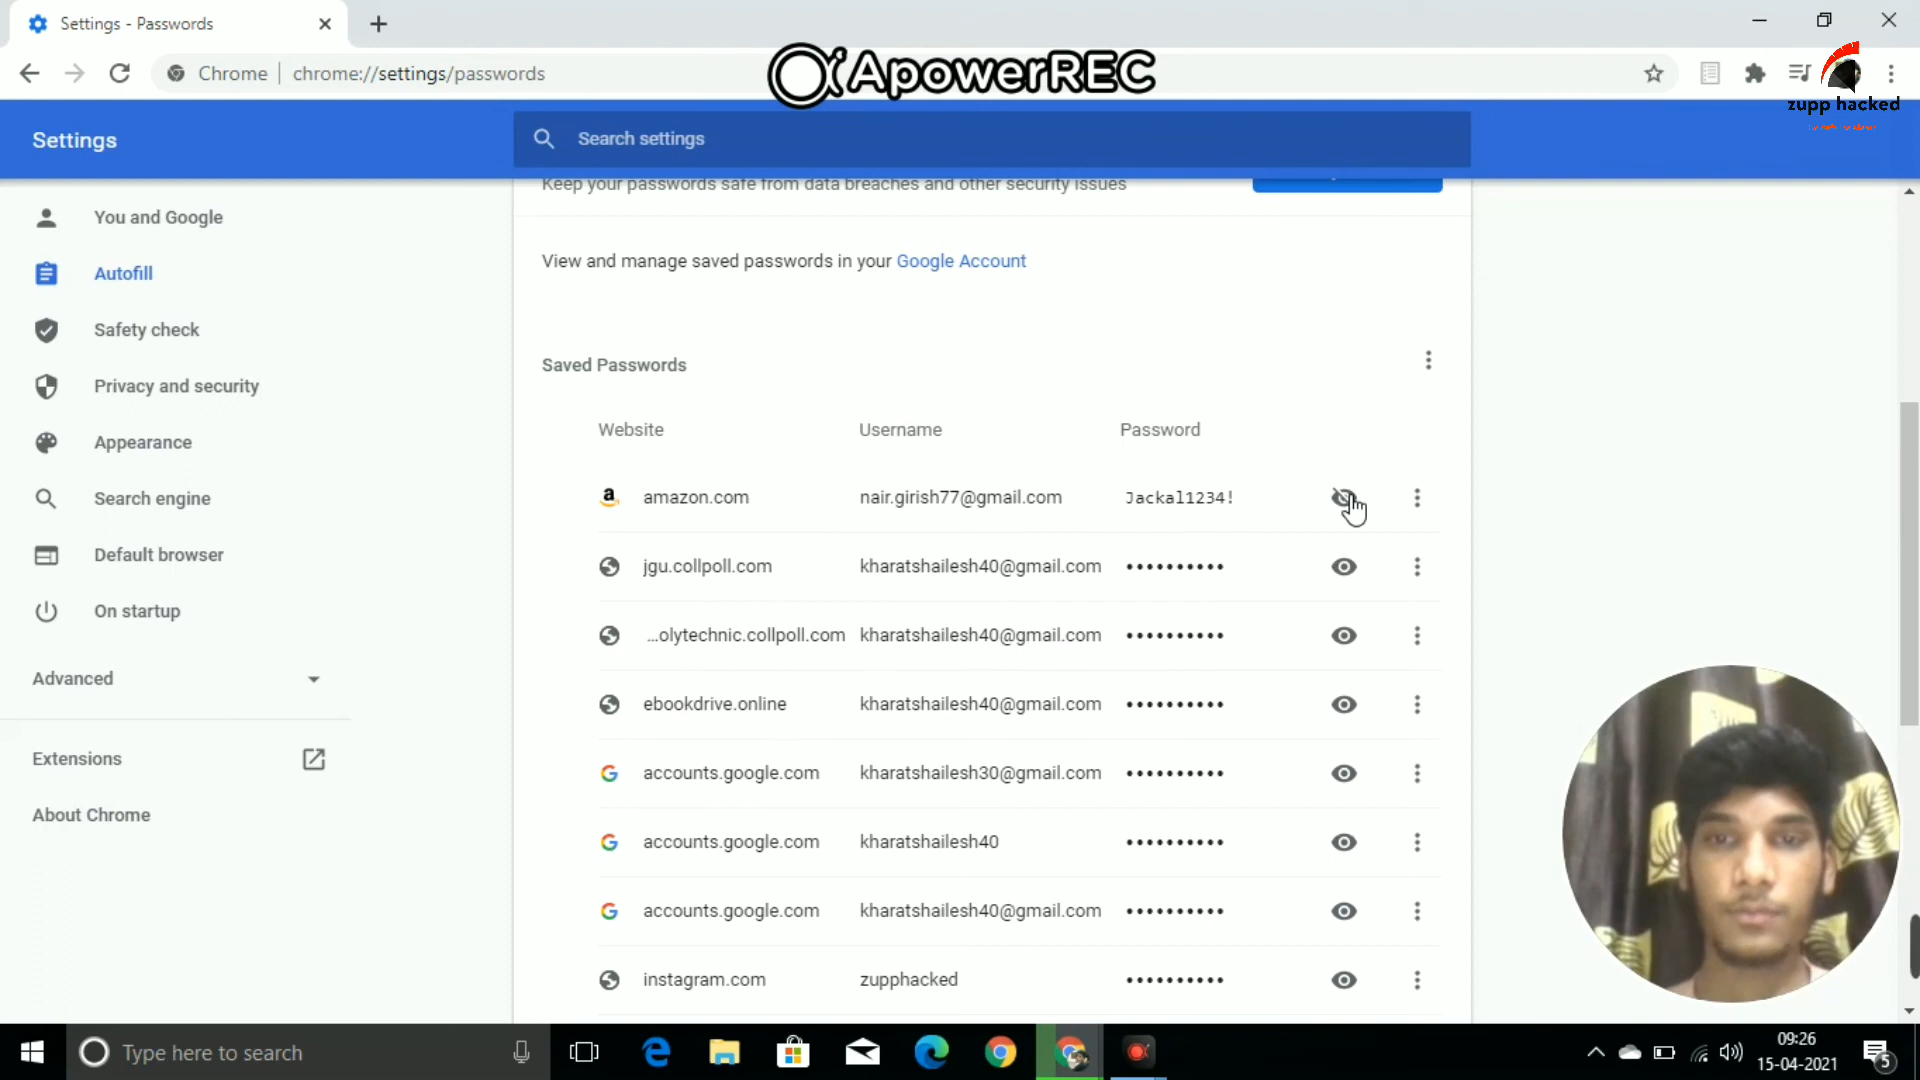 Settings - Passwords
Chrome
chrome://settings/passwords
ApowerREC
zupp hacked
Settings
Search settings
Keep your passwords safe from data breaches and other security issues
You and Google
Autofill
Safety check
Privacy and security
Appearance
Search engine
Default browser
On startup
Advanced
Extensions
About Chrome
View and manage saved passwords in your Google Account
Saved Passwords
Website Username Password
amazon.com nair.girish77@gmail.com [password omitted]
jgu.collpoll.com kharatshailesh40@gmail.com ••••••••••
...olytechnic.collpoll.com kharatshailesh40@gmail.com ••••••••••
ebookdrive.online kharatshailesh40@gmail.com ••••••••••
accounts.google.com kharatshailesh30@gmail.com ••••••••••
accounts.google.com kharatshailesh40 ••••••••••
accounts.google.com kharatshailesh40@gmail.com ••••••••••
instagram.com zupphacked ••••••••••
Type here to search
09:26
15-04-2021
5